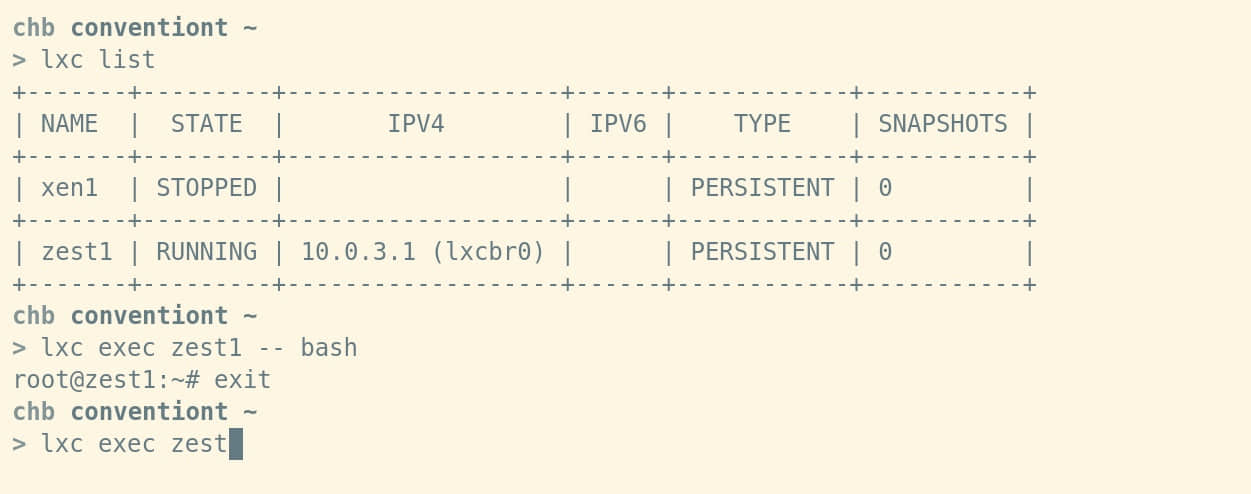 chb conventiont ~
> lxc list
+-------+---------+-------------------+------+------------+-----------+
| NAME  |  STATE  |       IPV4        | IPV6 |    TYPE    | SNAPSHOTS |
+-------+---------+-------------------+------+------------+-----------+
| xen1  | STOPPED |                   |      | PERSISTENT | 0         |
+-------+---------+-------------------+------+------------+-----------+
| zest1 | RUNNING | 10.0.3.1 (lxcbr0) |      | PERSISTENT | 0         |
+-------+---------+-------------------+------+------------+-----------+
chb conventiont ~
> lxc exec zest1 -- bash
root@zest1:~# exit
chb conventiont ~
> lxc exec zest